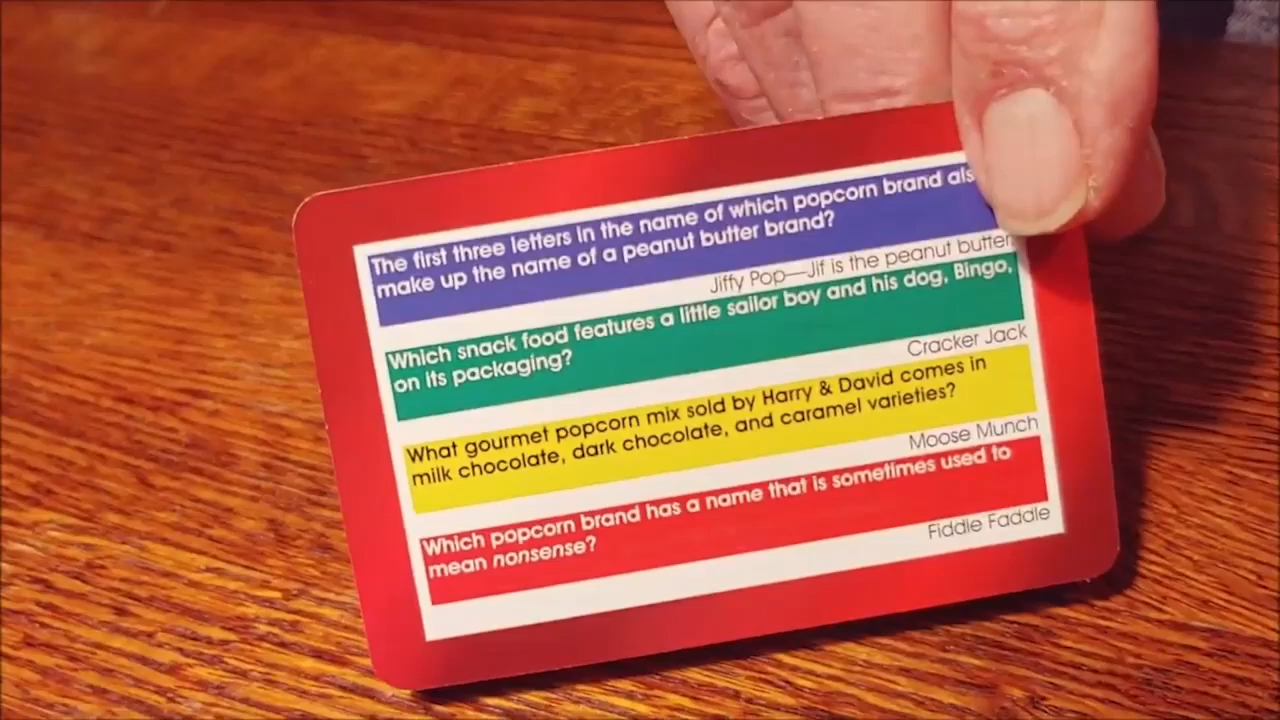 The first three letters in the name of which popcorn brand als
make up the name of a peanut butter brand?
Jiffy Pop—Jif is the peanut butter
Which snack food features a little sailor boy and his dog, Bingo,
on its packaging?
Cracker Jack
What gourmet popcorn mix sold by Harry & David comes in
milk chocolate, dark chocolate, and caramel varieties?
Moose Munch
Which popcorn brand has a name that is sometimes used to
mean nonsense?
Fiddle Faddle